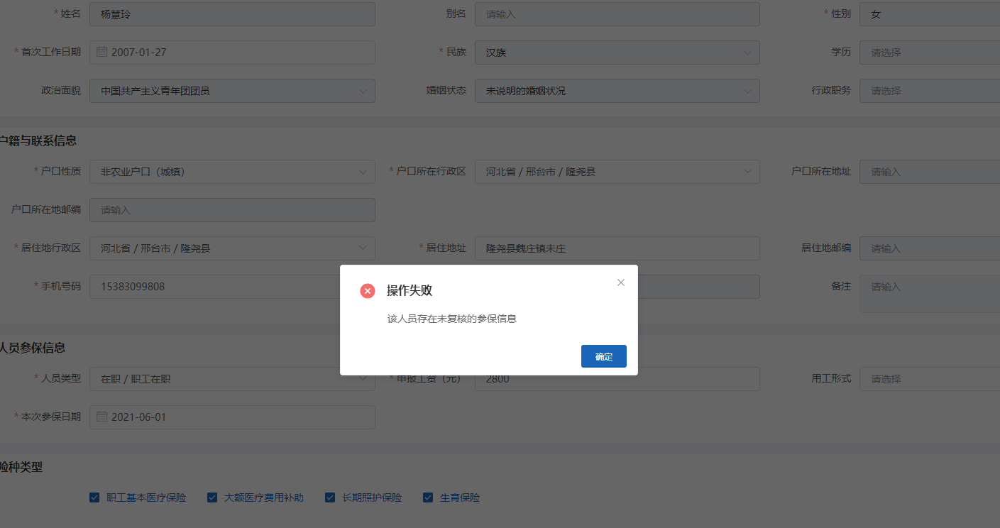 * 姓名 杨慧玲 别名 请输入 * 性别 女
* 首次工作日期 2007-01-27 * 民族 汉族 学历 请选择
政治面貌 中国共产主义青年团团员 婚姻状态 未说明的婚姻状况 行政职务 请选择
户籍与联系信息
* 户口性质 非农业户口（城镇） * 户口所在行政区 河北省 / 邢台市 / 隆尧县 户口所在地址 请输入
户口所在地邮编 请输入
* 居住地行政区 河北省 / 邢台市 / 隆尧县 * 居住地址 隆尧县魏庄镇未庄 居住地邮编 请输入
* 手机号码 15383099808 备注 请输入
操作失败
该人员存在未复核的参保信息
确定
人员参保信息
* 人员类型 在职 / 职工在职 * 申报工资（元） 2800 用工形式 请选择
* 本次参保日期 2021-06-01
险种类型
职工基本医疗保险 大额医疗费用补助 长期照护保险 生育保险